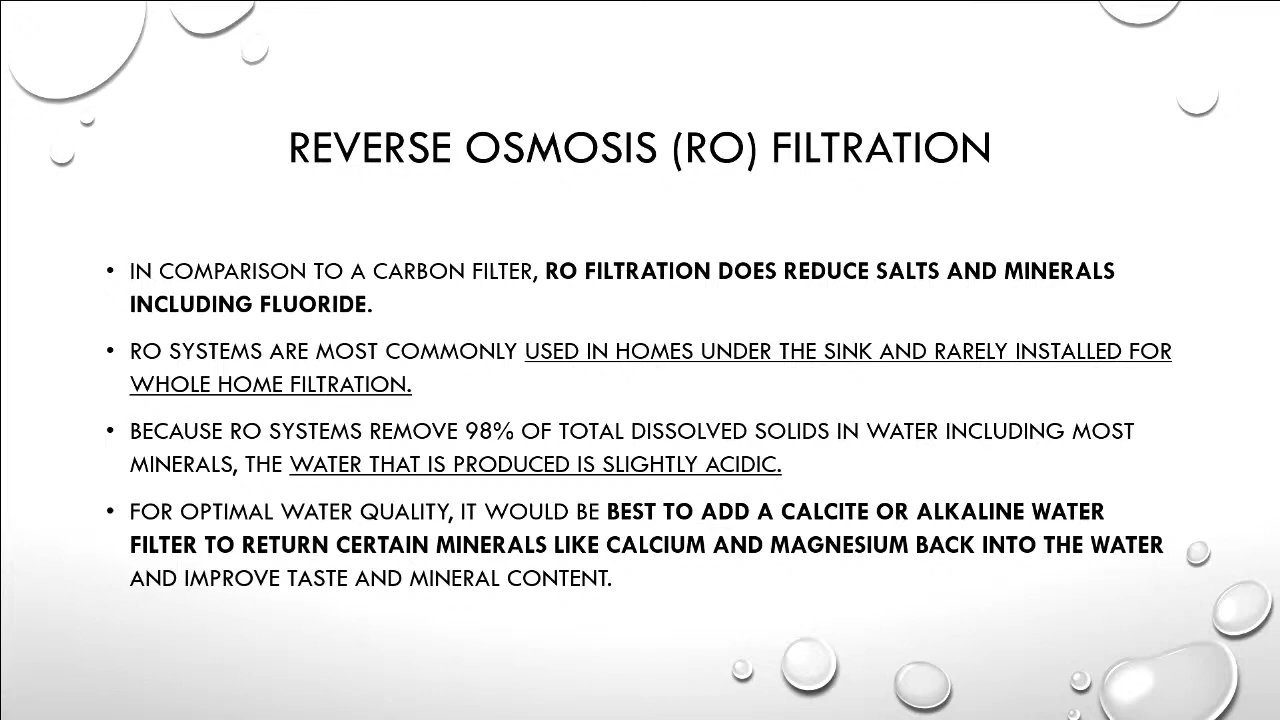 REVERSE OSMOSIS (RO) FILTRATION
• IN COMPARISON TO A CARBON FILTER, RO FILTRATION DOES REDUCE SALTS AND MINERALS
INCLUDING FLUORIDE.
• RO SYSTEMS ARE MOST COMMONLY USED IN HOMES UNDER THE SINK AND RARELY INSTALLED FOR
WHOLE HOME FILTRATION.
• BECAUSE RO SYSTEMS REMOVE 98% OF TOTAL DISSOLVED SOLIDS IN WATER INCLUDING MOST
MINERALS, THE WATER THAT IS PRODUCED IS SLIGHTLY ACIDIC.
• FOR OPTIMAL WATER QUALITY, IT WOULD BE BEST TO ADD A CALCITE OR ALKALINE WATER
FILTER TO RETURN CERTAIN MINERALS LIKE CALCIUM AND MAGNESIUM BACK INTO THE WATER
AND IMPROVE TASTE AND MINERAL CONTENT.